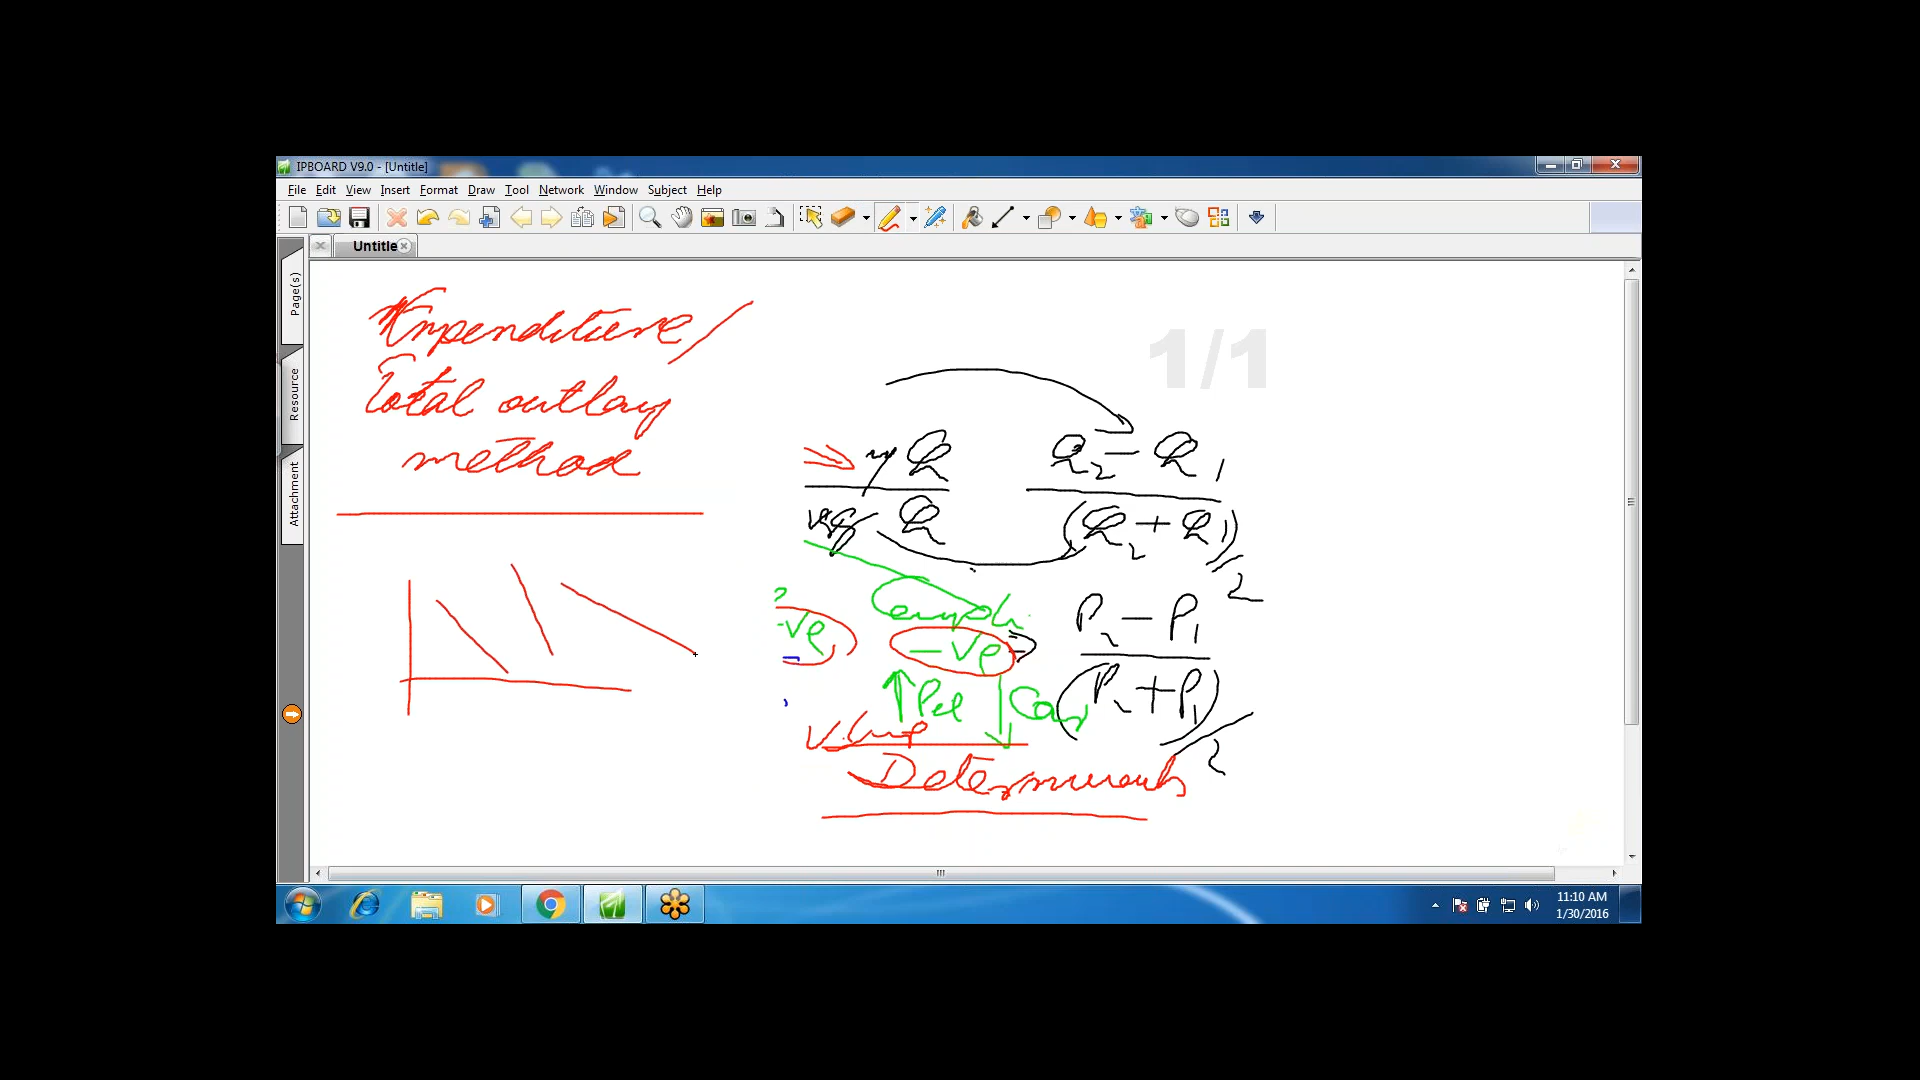 IPBOARD V9.0 - [Untitle]
File Edit View Insert Format Draw Tool Network Window Subject Help
Untitle
Page(s)
Resource
Attachment
1/1
Expenditure/
Total outlay
method
Q Q2 - Q1
Q (Q2 + Q1)/2
-ve -ve P2 - P1
(P2 + P1)/2
V.Imp
Determinants
11:10 AM
1/30/2016